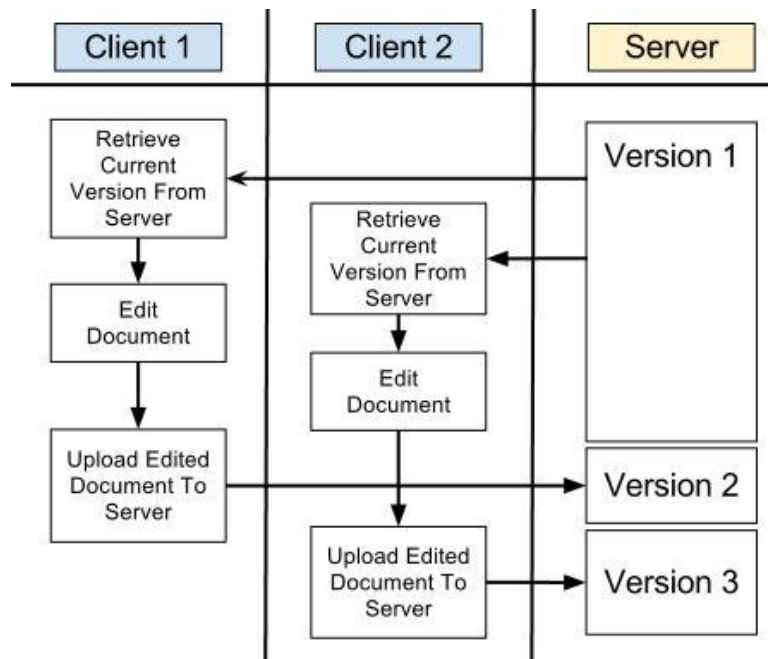 Client 1
Client 2
Server
Retrieve
Current
Version From
Server
Version 1
Retrieve
Current
Version From
Server
Edit
Document
Edit
Document
Upload Edited
Document To
Server
Version 2
Upload Edited
Document To
Server
Version 3